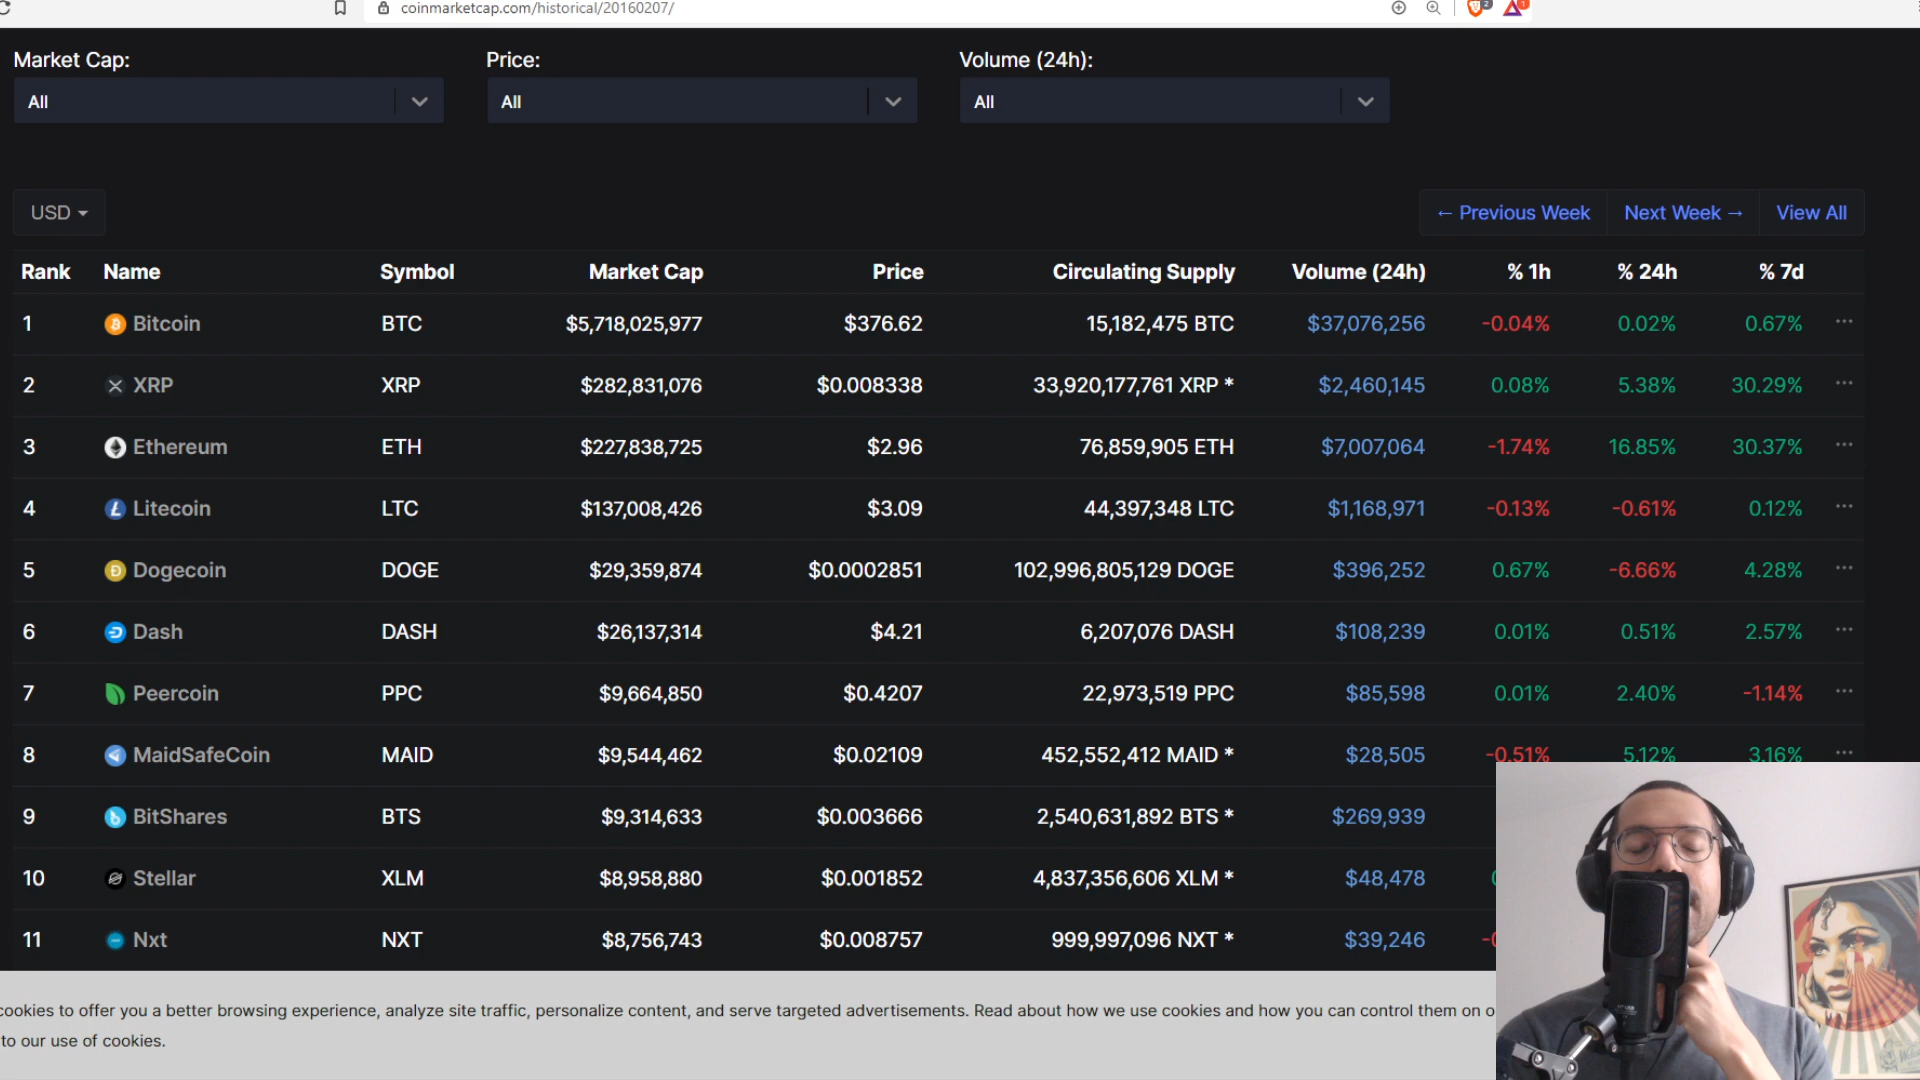 coinmarketcap.com/historical/20160207/
2
1
Market Cap: Price: Volume (24h):
All All All
USD ← Previous Week Next Week → View All
Rank Name Symbol Market Cap Price Circulating Supply Volume (24h) % 1h % 24h % 7d
1 Bitcoin BTC $5,718,025,977 $376.62 15,182,475 BTC $37,076,256 -0.04% 0.02% 0.67% ...
2 XRP XRP $282,831,076 $0.008338 33,920,177,761 XRP * $2,460,145 0.08% 5.38% 30.29% ...
3 Ethereum ETH $227,838,725 $2.96 76,859,905 ETH $7,007,064 -1.74% 16.85% 30.37% ...
4 Litecoin LTC $137,008,426 $3.09 44,397,348 LTC $1,168,971 -0.13% -0.61% 0.12% ...
5 Dogecoin DOGE $29,359,874 $0.0002851 102,996,805,129 DOGE $396,252 0.67% -6.66% 4.28% ...
6 Dash DASH $26,137,314 $4.21 6,207,076 DASH $108,239 0.01% 0.51% 2.57% ...
7 Peercoin PPC $9,664,850 $0.4207 22,973,519 PPC $85,598 0.01% 2.40% -1.14% ...
8 MaidSafeCoin MAID $9,544,462 $0.02109 452,552,412 MAID * $28,505 -0.51% 5.12% 3.16% ...
9 BitShares BTS $9,314,633 $0.003666 2,540,631,892 BTS * $269,939
10 Stellar XLM $8,958,880 $0.001852 4,837,356,606 XLM * $48,478
11 Nxt NXT $8,756,743 $0.008757 999,997,096 NXT * $39,246
cookies to offer you a better browsing experience, analyze site traffic, personalize content, and serve targeted advertisements. Read about how we use cookies and how you can control them on
to our use of cookies.